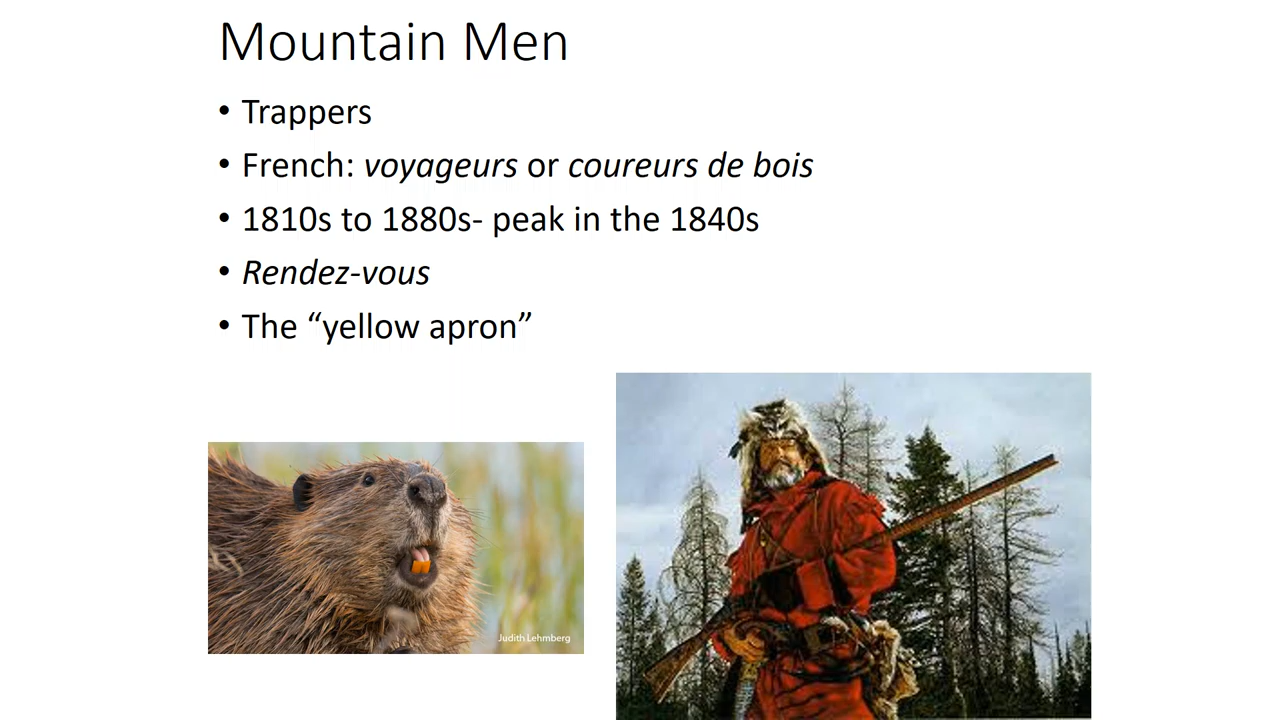 Mountain Men
• Trappers
• French: voyageurs or coureurs de bois
• 1810s to 1880s- peak in the 1840s
• Rendez-vous
• The “yellow apron”
Judith Lehmberg